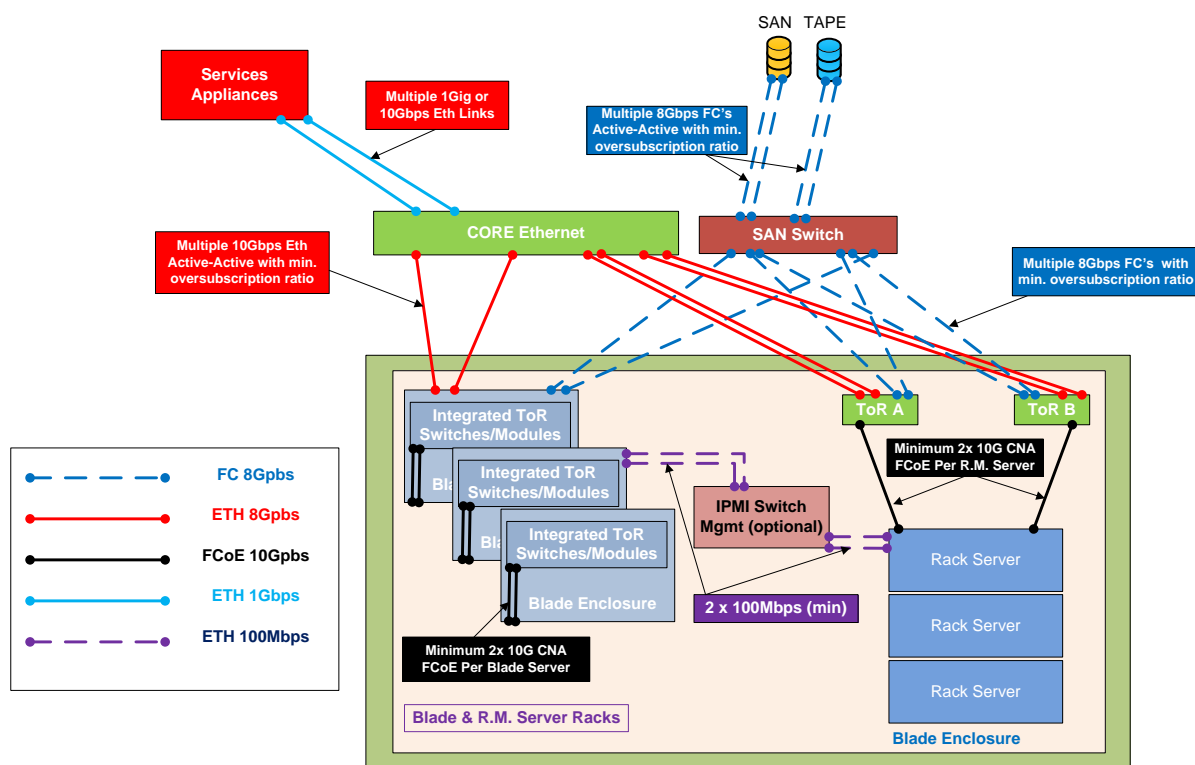 SAN TAPE
Services
Appliances
Multiple 1Gig or
10Gbps Eth Links
Multiple 8Gbps FC's
Active-Active with min.
oversubscription ratio
CORE Ethernet
SAN Switch
Multiple 10Gbps Eth
Active-Active with min.
oversubscription ratio
Multiple 8Gbps FC's with
min. oversubscription ratio
Integrated ToR
Switches/Modules
Bla
Integrated ToR
Switches/Modules
Bla
Integrated ToR
Switches/Modules
Blade Enclosure
ToR A
ToR B
Minimum 2x 10G CNA
FCoE Per R.M. Server
IPMI Switch
Mgmt (optional)
Rack Server
Rack Server
Rack Server
2 x 100Mbps (min)
Minimum 2x 10G CNA
FCoE Per Blade Server
Blade & R.M. Server Racks
Blade Enclosure
FC 8Gpbs
ETH 8Gpbs
FCoE 10Gpbs
ETH 1Gbps
ETH 100Mbps